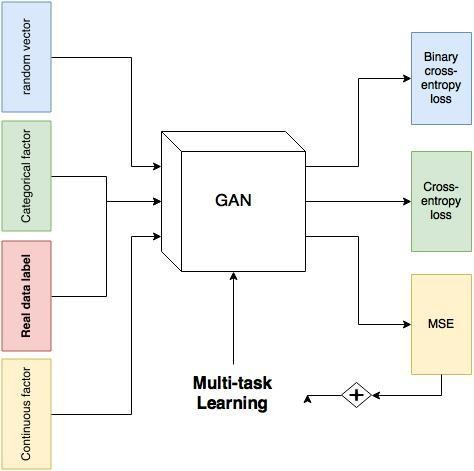 random vector
Categorical factor
Real data label
Continuous factor
GAN
Binary
cross-
entropy
loss
Cross-
entropy
loss
MSE
Multi-task
Learning
+